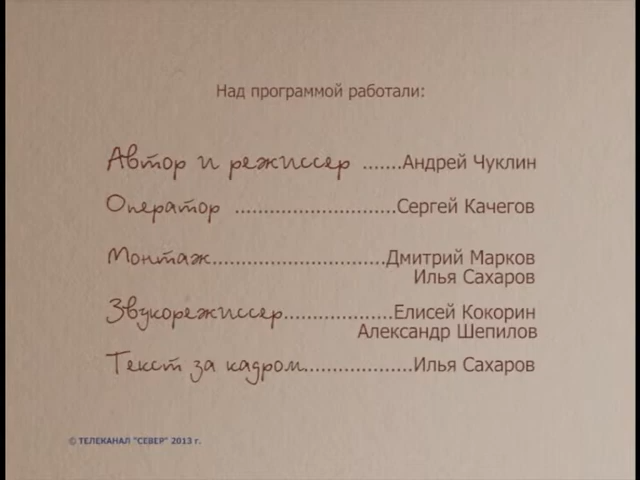 Над программой работали:
Автор и режиссер .......Андрей Чуклин
Оператор ............................Сергей Качегов
Монтаж..............................Дмитрий Марков
Илья Сахаров
Звукорежиссер...................Елисей Кокорин
Александр Шепилов
Текст за кадром...................Илья Сахаров
© ТЕЛЕКАНАЛ "СЕВЕР" 2013 г.